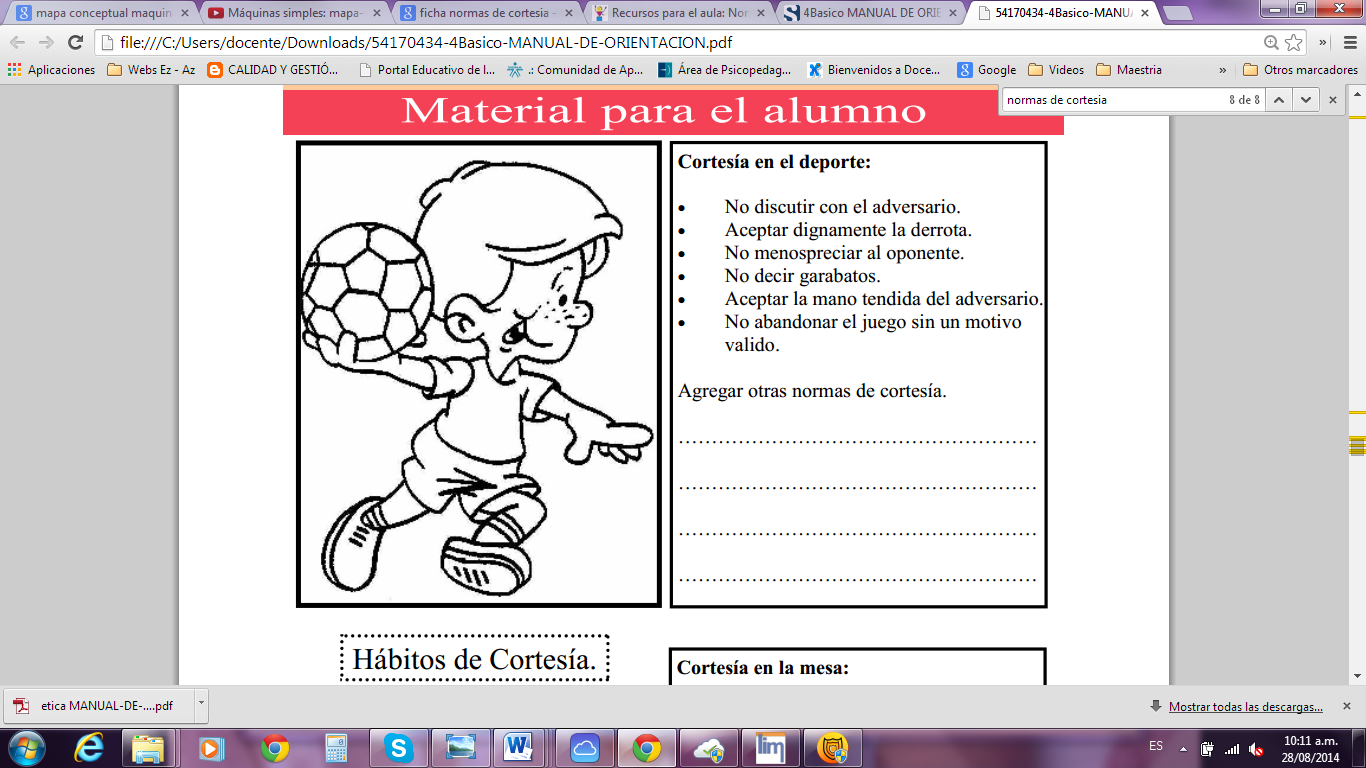 mapa conceptual maquin
Máquinas simples: mapa-
ficha normas de cortesia -
Recursos para el aula: Nor
4Basico MANUAL DE ORIE
54170434-4Basico-MANUA
file:///C:/Users/docente/Downloads/54170434-4Basico-MANUAL-DE-ORIENTACION.pdf
»
Aplicaciones
Webs Ez - Az
CALIDAD Y GESTIÓ...
Portal Educativo de l...
.: Comunidad de Ap...
Área de Psicopedag...
Bienvenidos a Doce...
Google
Videos
Maestria
»
Otros marcadores
normas de cortesia
8 de 8
Material para el alumno
Cortesía en el deporte:
• No discutir con el adversario.
• Aceptar dignamente la derrota.
• No menospreciar al oponente.
• No decir garabatos.
• Aceptar la mano tendida del adversario.
• No abandonar el juego sin un motivo
valido.
Agregar otras normas de cortesía.
Hábitos de Cortesía.
Cortesía en la mesa:
etica MANUAL-DE-....pdf
Mostrar todas las descargas...
lim
ES
10:11 a.m.
28/08/2014